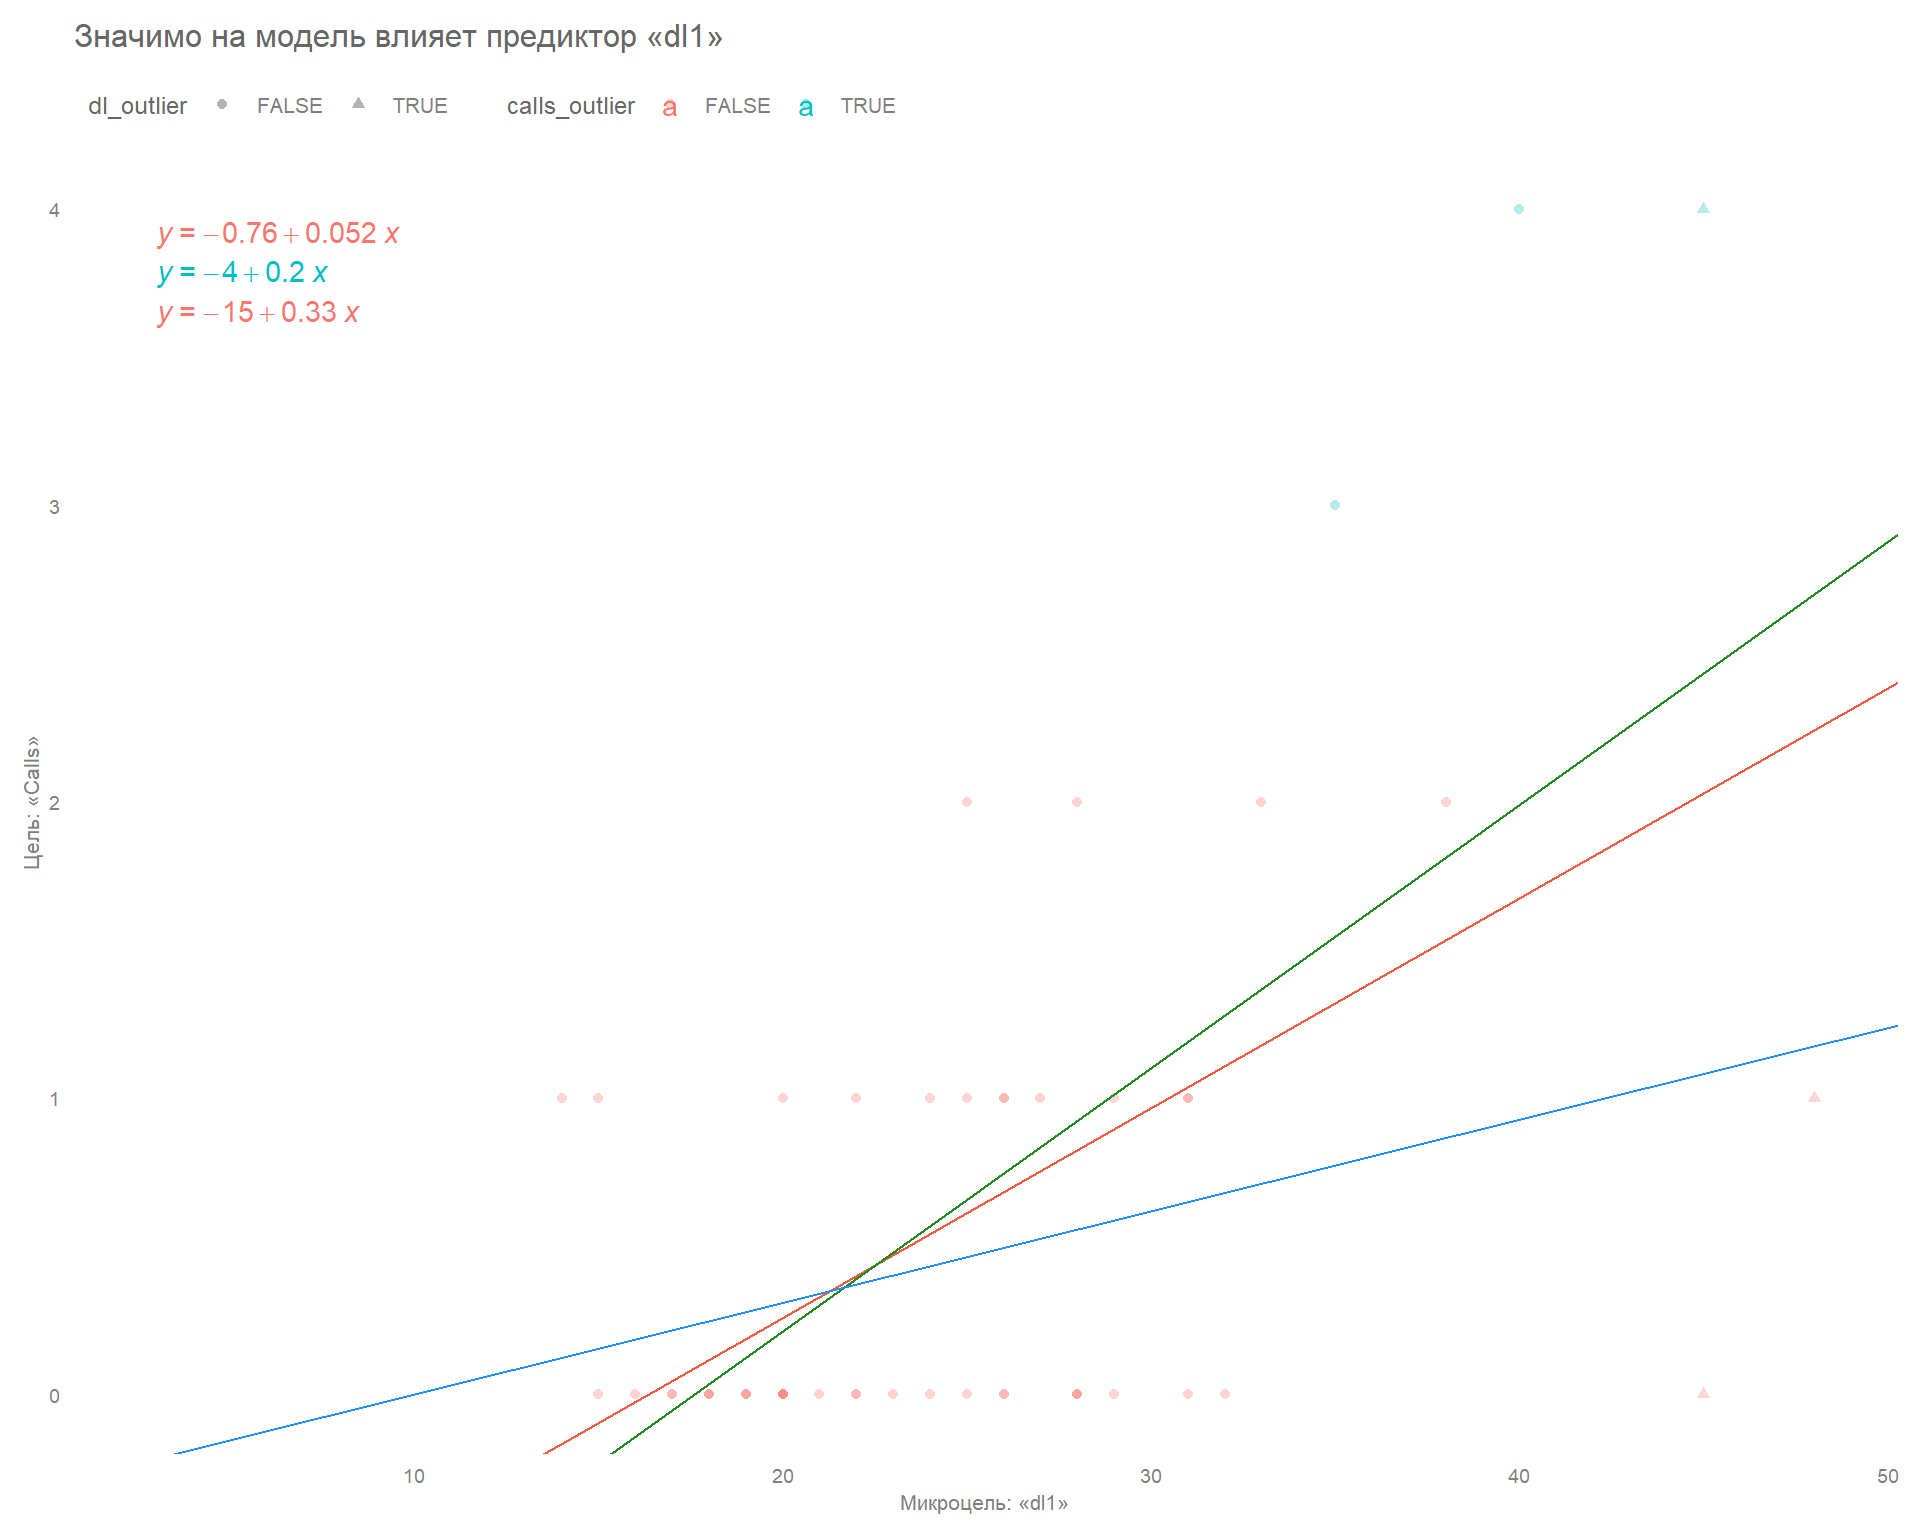 Значимо на модель влияет предиктор «dl1»
dl_outlier FALSE TRUE calls_outlier a FALSE a TRUE
y = −0.76 + 0.052 x
y = −4 + 0.2 x
y = −15 + 0.33 x
4
3
2
1
0
Цель: «Calls»
10 20 30 40 50
Микроцель: «dl1»